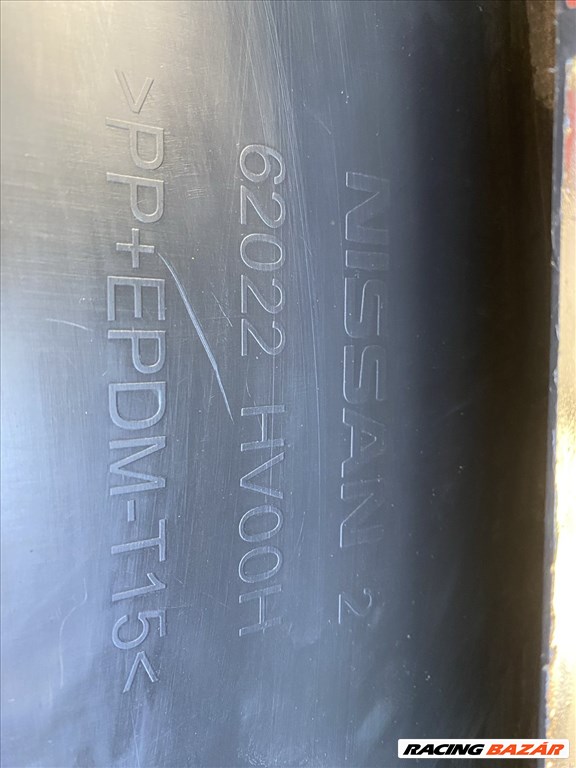 NISSAN 2
62022 HV00H
>PP+EPDM-T15<
RACING BAZÁR